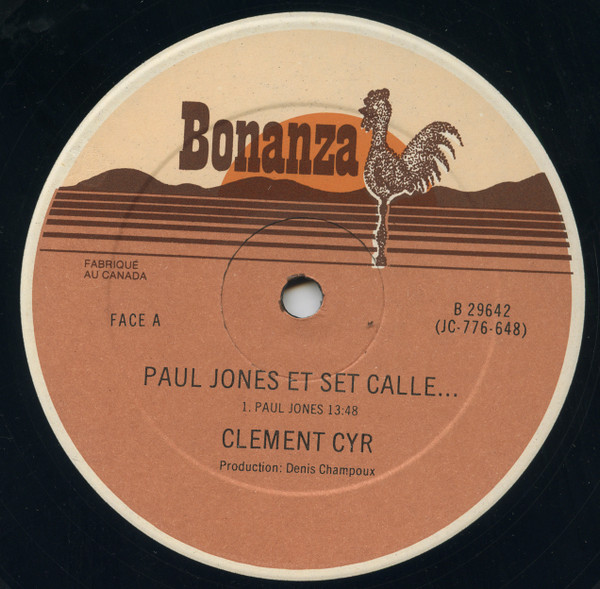 Bonanza
FABRIQUÉ
AU CANADA
FACE A
B 29642
(JC-776-648)
PAUL JONES ET SET CALLE...
1. PAUL JONES 13:48
CLEMENT CYR
Production: Denis Champoux